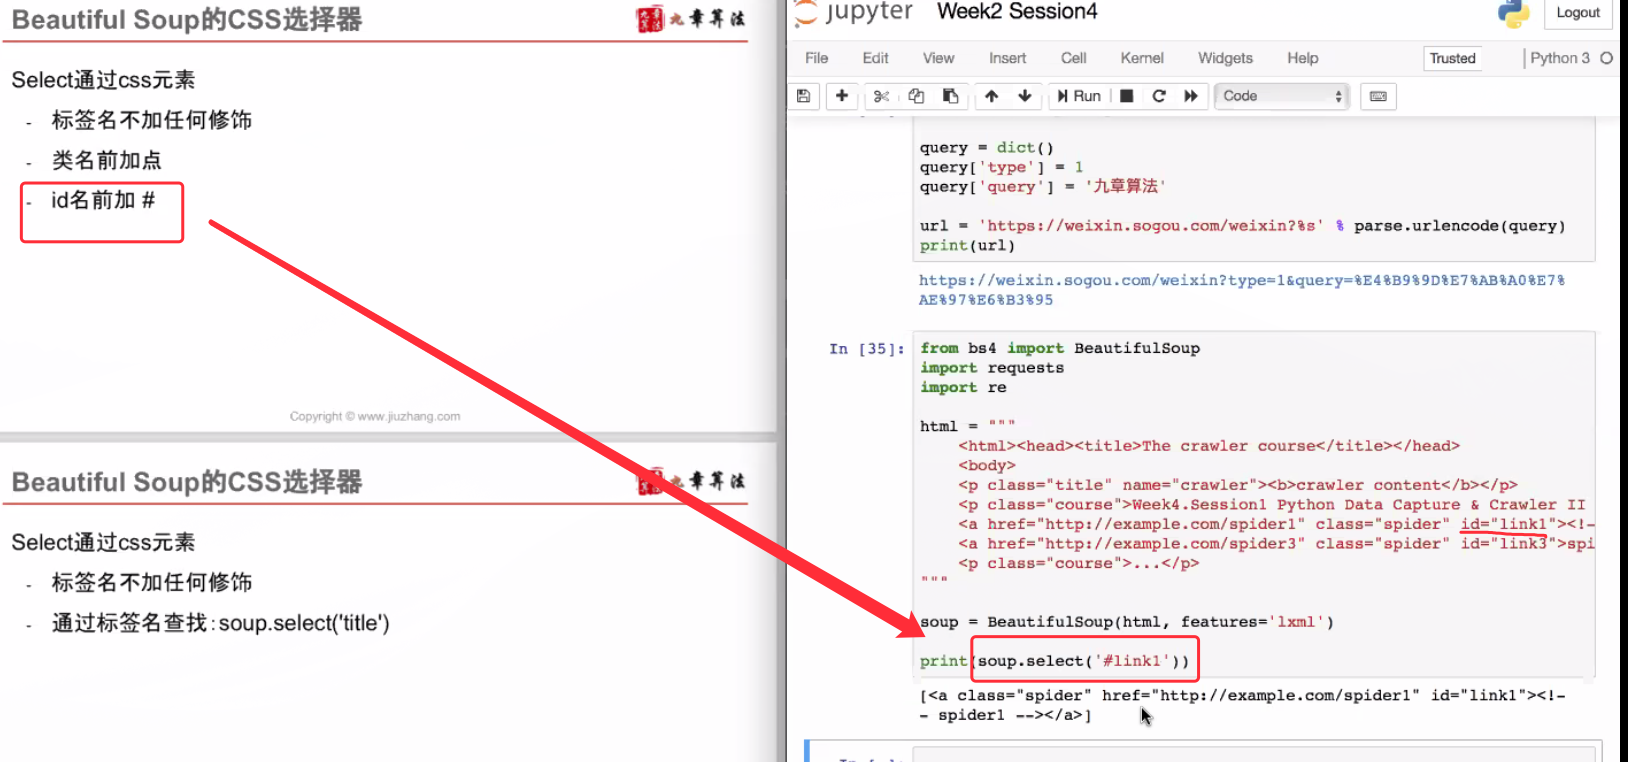 Beautiful Soup的CSS选择器
九章算法
Select通过css元素
- 标签名不加任何修饰
- 类名前加点
- id名前加 #
Copyright © www.jiuzhang.com
Beautiful Soup的CSS选择器
章算法
Select通过css元素
- 标签名不加任何修饰
- 通过标签名查找:soup.select('title')
jupyter Week2 Session4
Logout
File Edit View Insert Cell Kernel Widgets Help
Trusted
Python 3
Run
Code
query = dict()
query['type'] = 1
query['query'] = '九章算法'
url = 'https://weixin.sogou.com/weixin?%s' % parse.urlencode(query)
print(url)
https://weixin.sogou.com/weixin?type=1&query=%E4%B9%9D%E7%AB%A0%E7%
AE%97%E6%B3%95
In [35]:
from bs4 import BeautifulSoup
import requests
import re
html = """
<html><head><title>The crawler course</title></head>
<body>
<p class="title" name="crawler"><b>crawler content</b></p>
<p class="course">Week4.Session1 Python Data Capture & Crawler II
<a href="http://example.com/spider1" class="spider" id="link1"><!-
<a href="http://example.com/spider3" class="spider" id="link3">spi
<p class="course">...</p>
"""
soup = BeautifulSoup(html, features='lxml')
print(soup.select('#link1'))
[<a class="spider" href="http://example.com/spider1" id="link1"><!-
- spider1 --></a>]